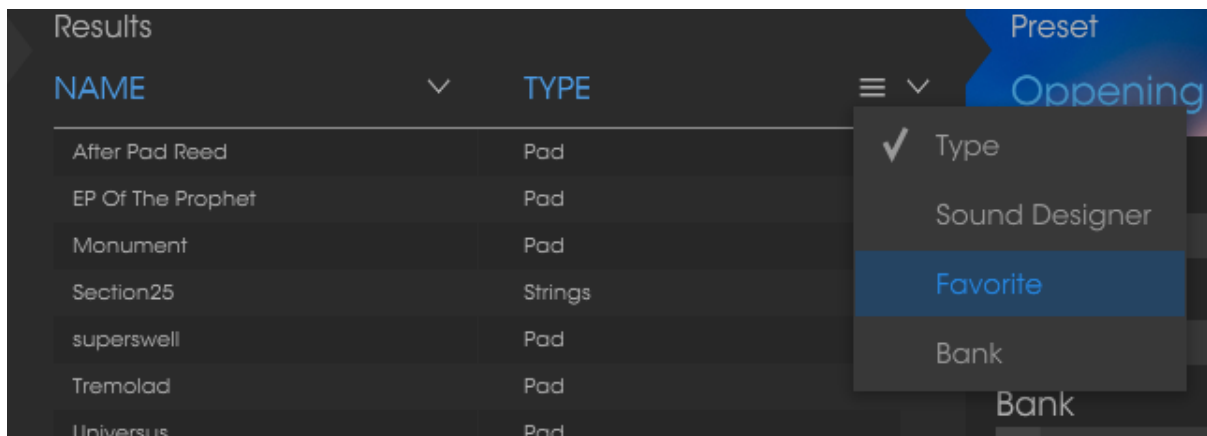 Results
Preset
NAME
TYPE
Oppening
After Pad Reed
Pad
Type
EP Of The Prophet
Pad
Sound Designer
Monument
Pad
Section25
Strings
Favorite
superswell
Pad
Bank
Tremolad
Pad
Bank
Universus
Pad